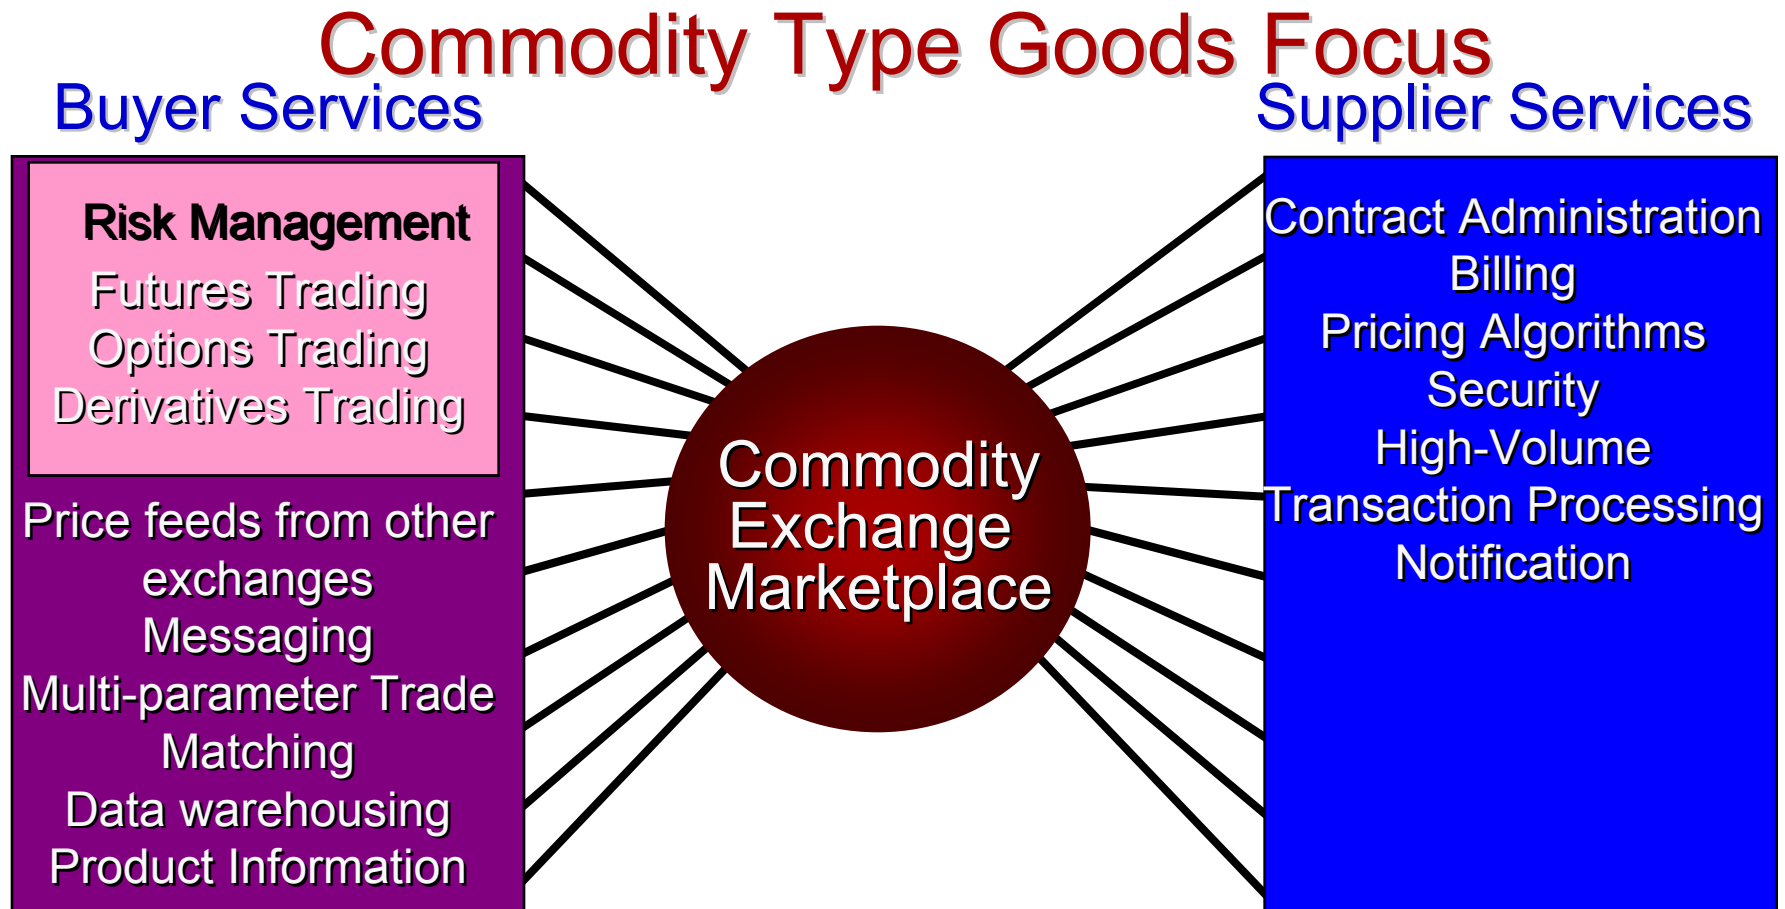 Commodity Type Goods Focus
Buyer Services
Supplier Services
Risk Management
Futures Trading
Options Trading
Derivatives Trading
Price feeds from other
exchanges
Messaging
Multi-parameter Trade
Matching
Data warehousing
Product Information
Commodity
Exchange
Marketplace
Contract Administration
Billing
Pricing Algorithms
Security
High-Volume
Transaction Processing
Notification